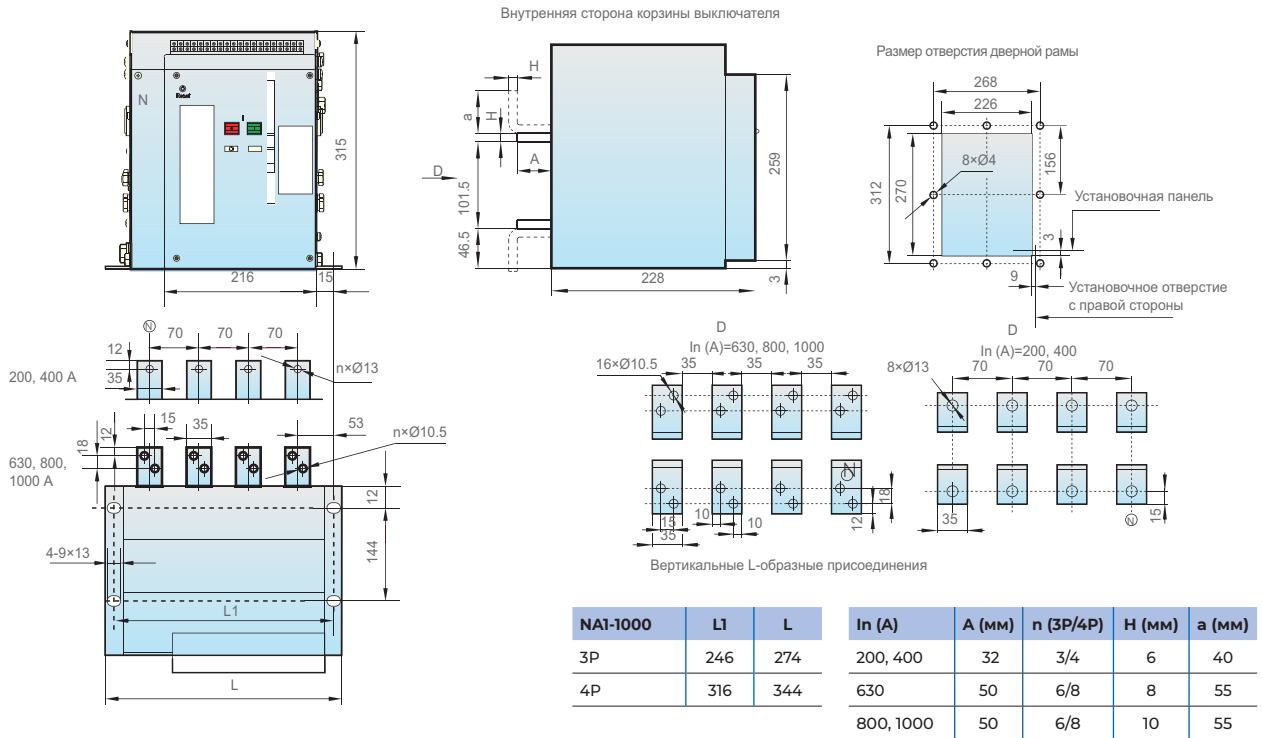 Внутренняя сторона корзины выключателя
N
Reset
I
315
216
15
H
a
H
A
D
101.5
46.5
259
228
3
Размер отверстия дверной рамы
268
226
8×Ø4
312
270
156
Установочная панель
3
9
Установочное отверстие
с правой стороны
N
70
70
70
12
35
200, 400 A
n×Ø13
15
35
53
12
18
n×Ø10.5
630, 800,
1000 A
12
144
4-9×13
L1
L
D
In (A)=630, 800, 1000
35
35
35
16×Ø10.5
N
15
35
10
10
18
12
D
In (A)=200, 400
8×Ø13
70
70
70
35
15
N
Вертикальные L-образные присоединения
NA1-1000 L1 L
3P 246 274
4P 316 344
In (A) A (мм) n (3P/4P) H (мм) a (мм)
200, 400 32 3/4 6 40
630 50 6/8 8 55
800, 1000 50 6/8 10 55